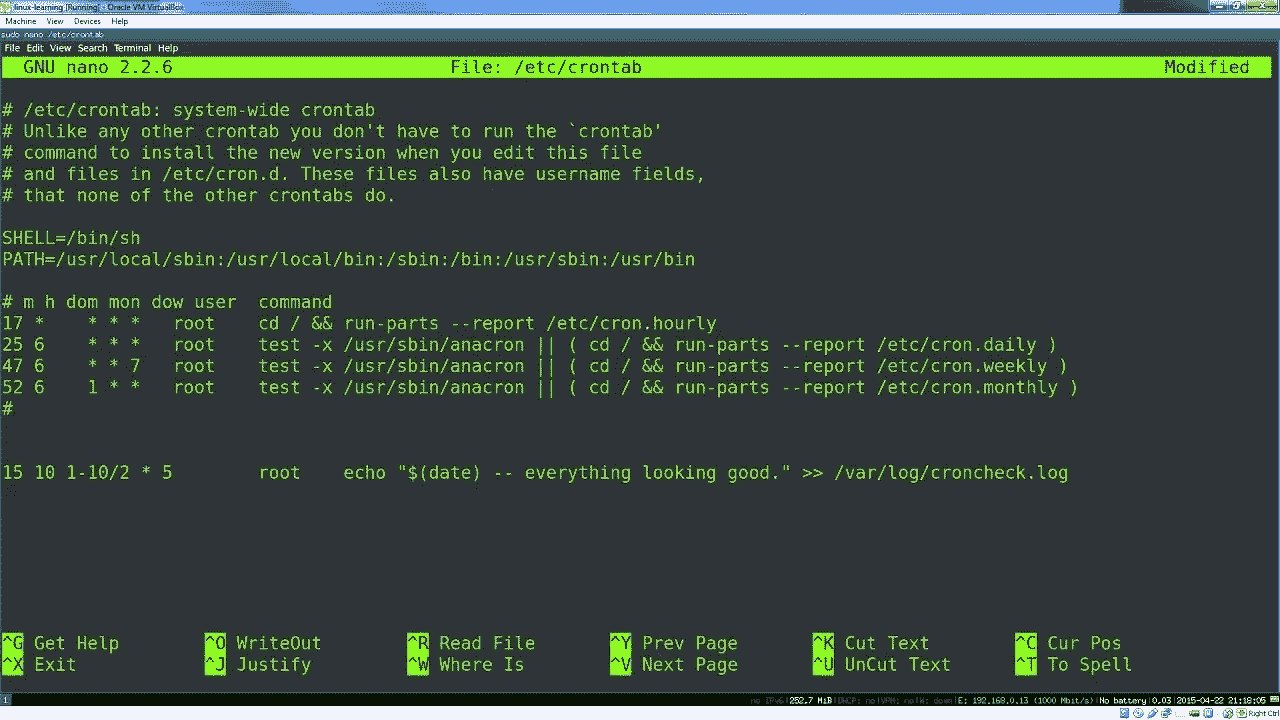 linux-learning [Running] - Oracle VM VirtualBox
Machine View Devices Help
sudo nano /etc/crontab
File Edit View Search Terminal Help
GNU nano 2.2.6 File: /etc/crontab Modified
# /etc/crontab: system-wide crontab
# Unlike any other crontab you don't have to run the `crontab'
# command to install the new version when you edit this file
# and files in /etc/cron.d. These files also have username fields,
# that none of the other crontabs do.
SHELL=/bin/sh
PATH=/usr/local/sbin:/usr/local/bin:/sbin:/bin:/usr/sbin:/usr/bin
# m h dom mon dow user command
17 * * * * root cd / && run-parts --report /etc/cron.hourly
25 6 * * * root test -x /usr/sbin/anacron || ( cd / && run-parts --report /etc/cron.daily )
47 6 * * 7 root test -x /usr/sbin/anacron || ( cd / && run-parts --report /etc/cron.weekly )
52 6 1 * * root test -x /usr/sbin/anacron || ( cd / && run-parts --report /etc/cron.monthly )
#
15 10 1-10/2 * 5 root echo "$(date) -- everything looking good." >> /var/log/croncheck.log
^G Get Help ^O WriteOut ^R Read File ^Y Prev Page ^K Cut Text ^C Cur Pos
^X Exit ^J Justify ^W Where Is ^V Next Page ^U UnCut Text ^T To Spell
1 no IPv6|252.7 MiB|DHCP: no|VPN: no|W: down|E: 192.168.0.13 (1000 Mbit/s)|No battery|0.03|2015-04-22 21:18:05
Right Ctrl